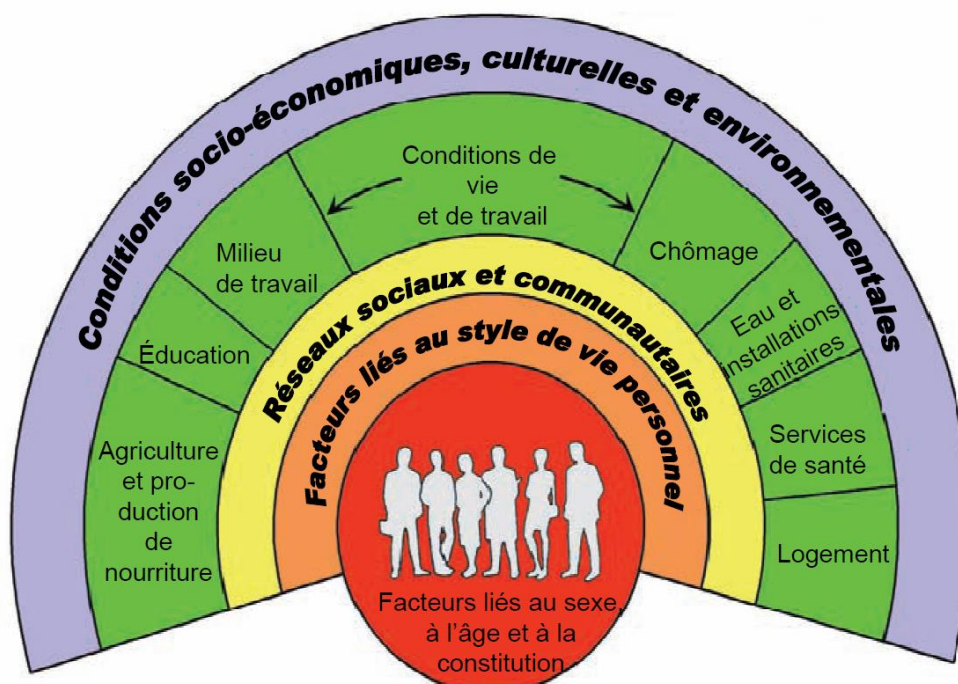 Conditions socio-économiques, culturelles et environnementales
Conditions de
vie
et de travail
Milieu
de travail
Chômage
Éducation
Eau et
installations
sanitaires
Agriculture
et pro-
duction
de
nourriture
Services
de santé
Logement
Réseaux sociaux et communautaires
Facteurs liés au style de vie personnel
Facteurs liés au sexe,
à l'âge et à la
constitution